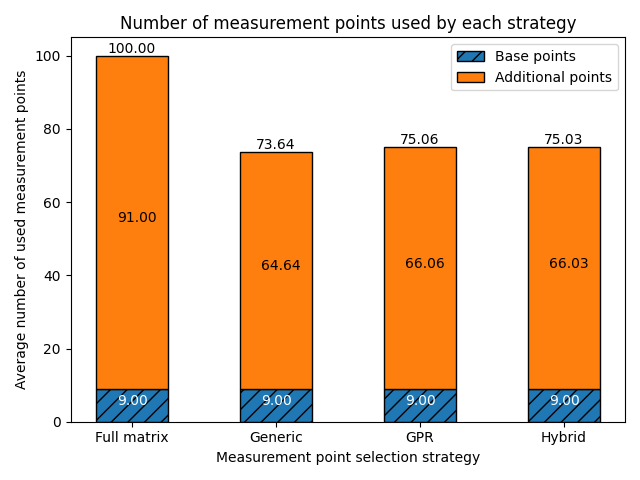 Number of measurement points used by each strategy
Base points
Additional points
Average number of used measurement points
100
80
60
40
20
0
100.00
73.64
75.06
75.03
91.00
64.64
66.06
66.03
9.00
9.00
9.00
9.00
Full matrix
Generic
GPR
Hybrid
Measurement point selection strategy